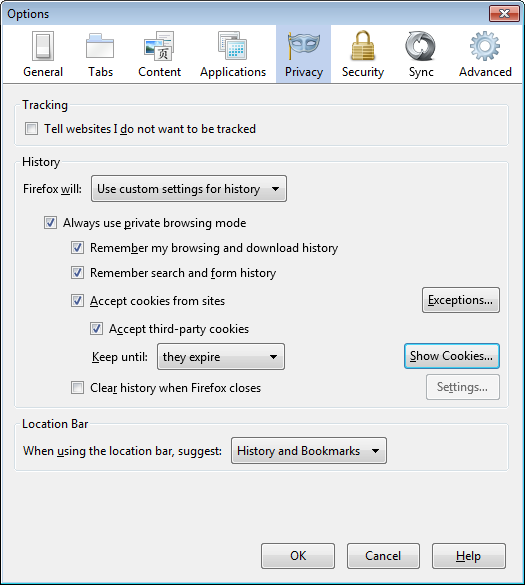 Options
General Tabs Content Applications Privacy Security Sync Advanced
Tracking
Tell websites I do not want to be tracked
History
Firefox will: Use custom settings for history
Always use private browsing mode
Remember my browsing and download history
Remember search and form history
Accept cookies from sites Exceptions...
Accept third-party cookies
Keep until: they expire Show Cookies...
Clear history when Firefox closes Settings...
Location Bar
When using the location bar, suggest: History and Bookmarks
OK Cancel Help